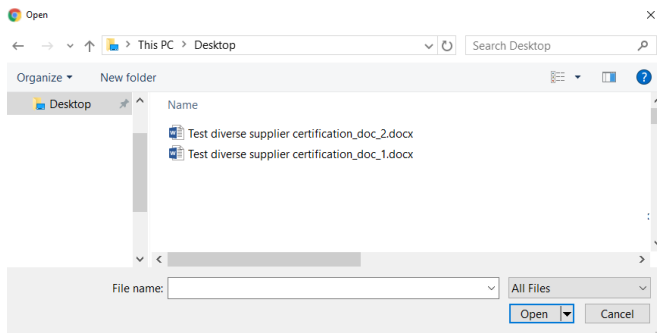 Open
This PC > Desktop
Search Desktop
Organize
New folder
Desktop
Name
Test diverse supplier certification_doc_2.docx
Test diverse supplier certification_doc_1.docx
File name:
All Files
Open
Cancel